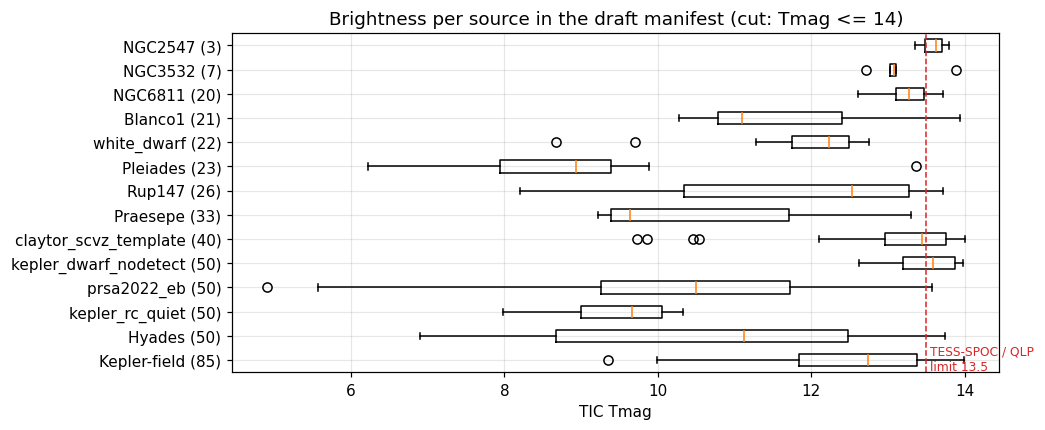 Brightness per source in the draft manifest (cut: Tmag <= 14)
NGC2547 (3)
NGC3532 (7)
NGC6811 (20)
Blanco1 (21)
white_dwarf (22)
Pleiades (23)
Rup147 (26)
Praesepe (33)
claytor_scvz_template (40)
kepler_dwarf_nodetect (50)
prsa2022_eb (50)
kepler_rc_quiet (50)
Hyades (50)
Kepler-field (85)
TESS-SPOC / QLP
limit 13.5
6 8 10 12 14
TIC Tmag